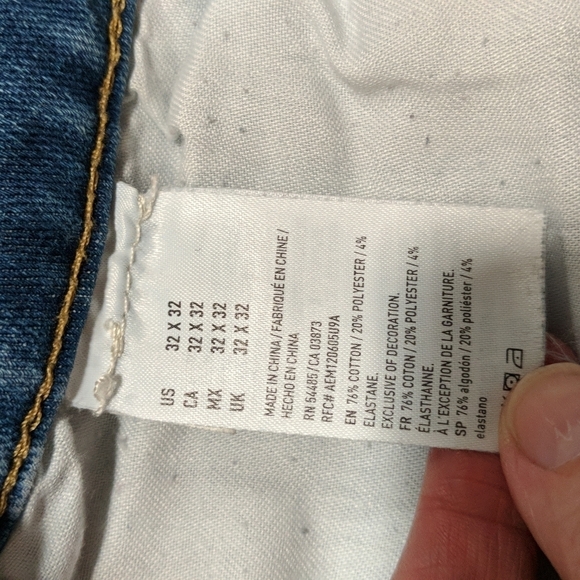 US 32 X 32
CA 32 X 32
MX 32 X 32
UK 32 X 32
MADE IN CHINA / FABRIQUÉ EN CHINE /
HECHO EN CHINA
RN 54485 / CA 03873
RFC# AEM120605U9A
EN 76% COTTON / 20% POLYESTER / 4%
ELASTANE.
EXCLUSIVE OF DECORATION.
FR 76% COTON / 20% POLYESTER / 4%
ÉLASTHANNE.
À L'EXCEPTION DE LA GARNITURE.
SP 76% algodón / 20% poliéster / 4%
elastano